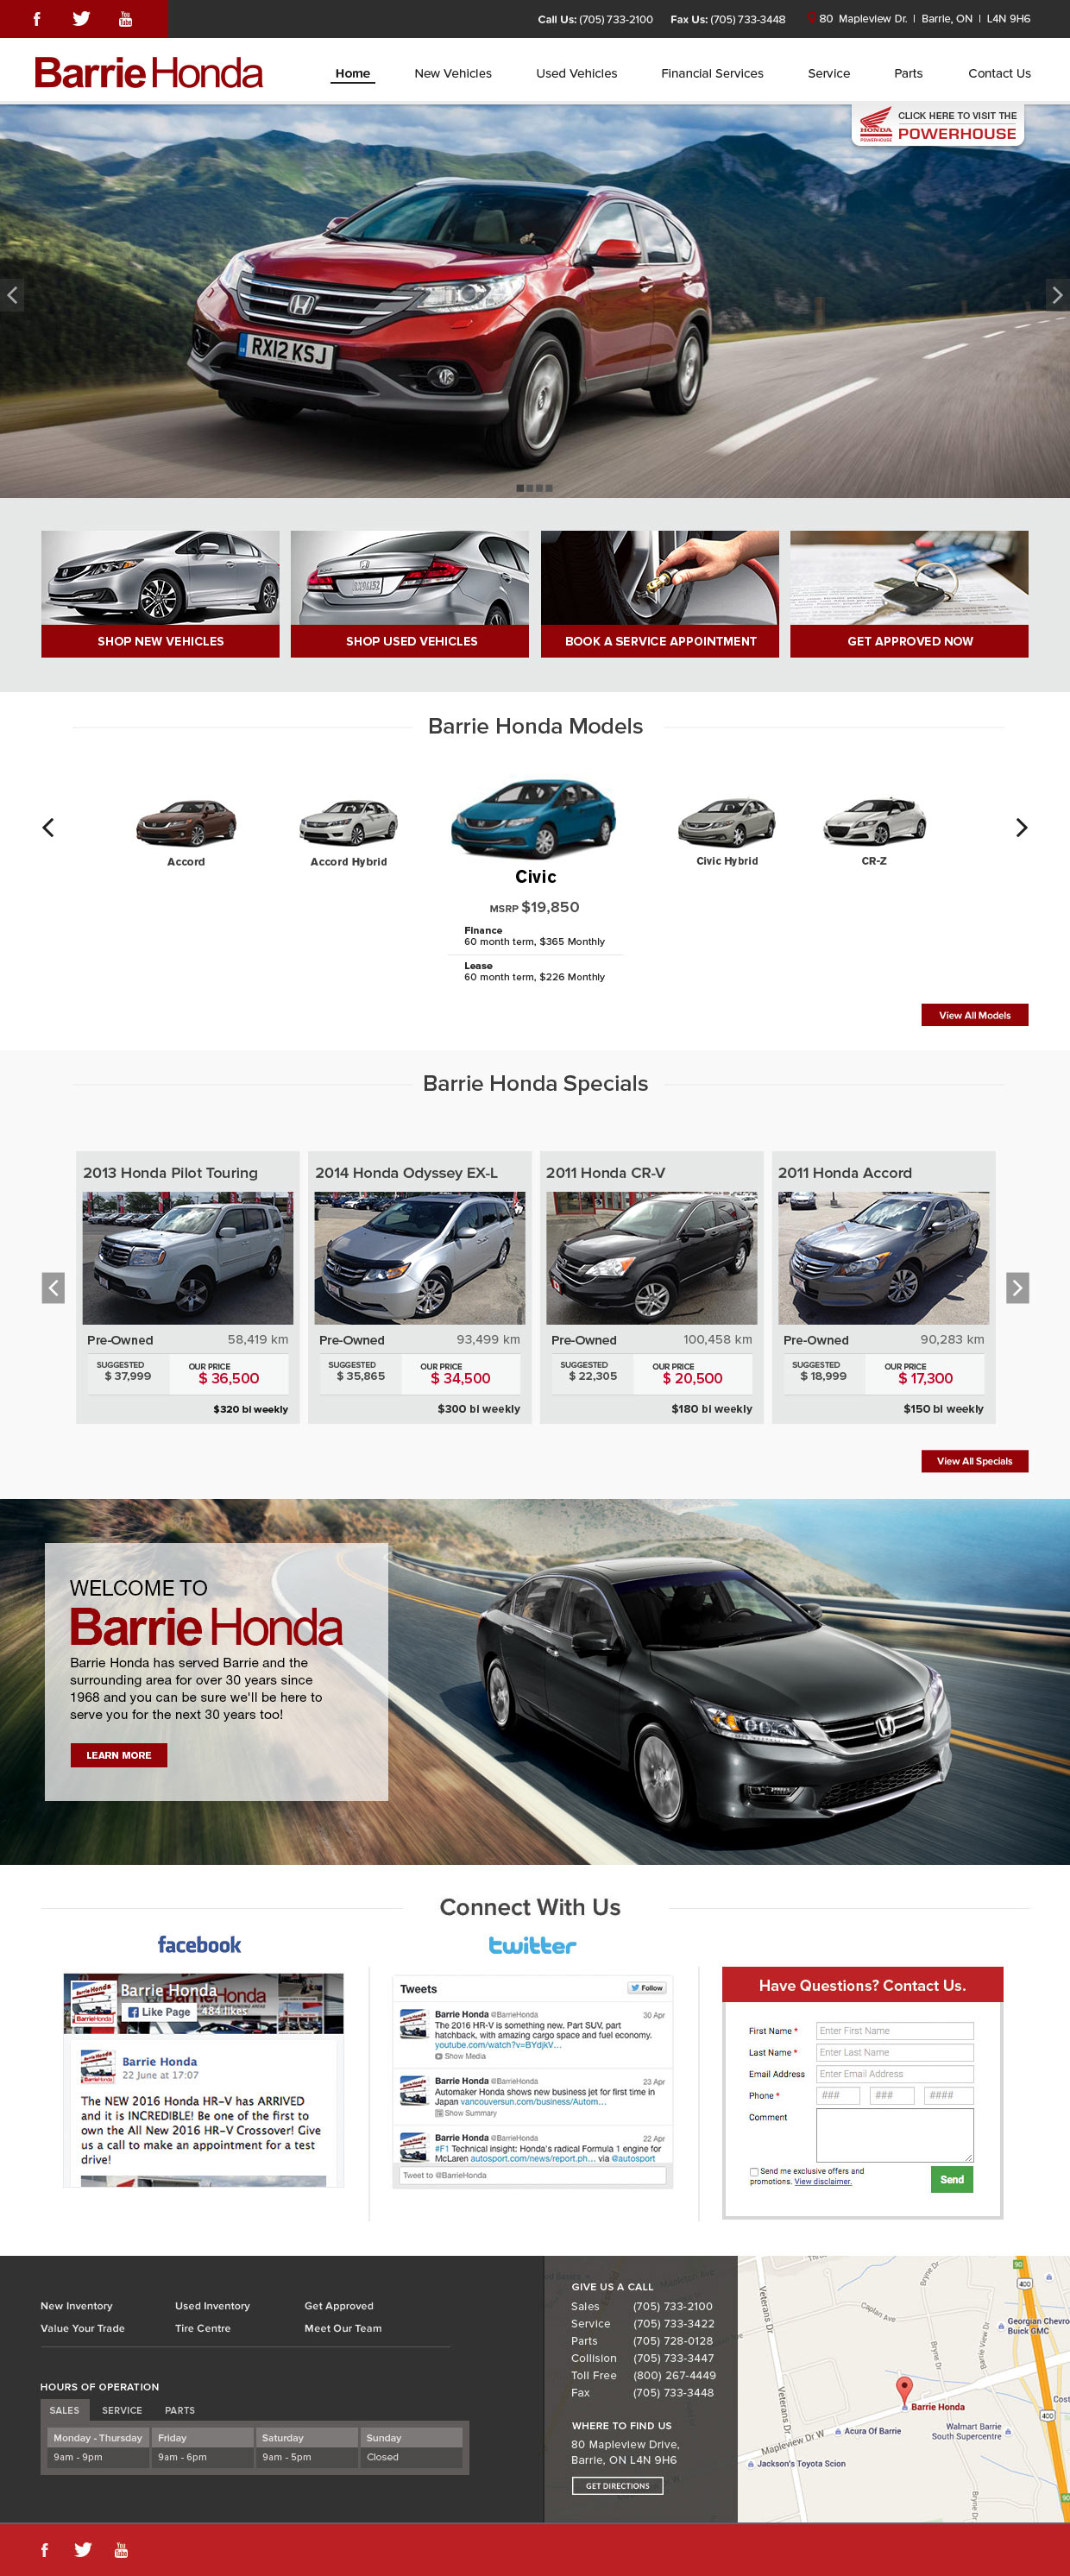 Call Us: (705) 733-2100 Fax Us: (705) 733-3448 80 Mapleview Dr. | Barrie, ON | L4N 9H6
Barrie Honda
Home New Vehicles Used Vehicles Financial Services Service Parts Contact Us
CLICK HERE TO VISIT THE
POWERHOUSE
HONDA
POWERHOUSE
RX12 KSJ
SHOP NEW VEHICLES
SHOP USED VEHICLES
BOOK A SERVICE APPOINTMENT
GET APPROVED NOW
Barrie Honda Models
Accord
Accord Hybrid
Civic
Civic Hybrid
CR-Z
MSRP $19,850
Finance
60 month term, $365 Monthly
Lease
60 month term, $226 Monthly
View All Models
Barrie Honda Specials
2013 Honda Pilot Touring
Pre-Owned 58,419 km
SUGGESTED OUR PRICE
$ 37,999 $ 36,500
$320 bi weekly
2014 Honda Odyssey EX-L
Pre-Owned 93,499 km
SUGGESTED OUR PRICE
$ 35,865 $ 34,500
$300 bi weekly
2011 Honda CR-V
Pre-Owned 100,458 km
SUGGESTED OUR PRICE
$ 22,305 $ 20,500
$180 bi weekly
2011 Honda Accord
Pre-Owned 90,283 km
SUGGESTED OUR PRICE
$ 18,999 $ 17,300
$150 bi weekly
View All Specials
WELCOME TO
Barrie Honda
Barrie Honda has served Barrie and the
surrounding area for over 30 years since
1968 and you can be sure we'll be here to
serve you for the next 30 years too!
LEARN MORE
Connect With Us
facebook
Barrie Honda
Like Page 484 likes
Barrie Honda
22 June at 17:07
The NEW 2016 Honda HR-V has ARRIVED
and it is INCREDIBLE! Be one of the first to
own the All New 2016 HR-V Crossover! Give
us a call to make an appointment for a test
drive!
twitter
Tweets Follow
Barrie Honda @BarrieHonda 30 Apr
The 2016 HR-V is something new. Part SUV, part
hatchback, with amazing cargo space and fuel economy.
youtube.com/watch?v=BYdjkV...
Show Media
Barrie Honda @BarrieHonda 23 Apr
Automaker Honda shows new business jet for first time in
Japan vancouversun.com/business/Autom...
Show Summary
Barrie Honda @BarrieHonda 22 Apr
#F1 Technical insight: Honda's radical Formula 1 engine for
McLaren autosport.com/news/report.ph... via @autosport
Tweet to @BarrieHonda
Have Questions? Contact Us.
First Name * Enter First Name
Last Name * Enter Last Name
Email Address Enter Email Address
Phone * ### ### ####
Comment
Send me exclusive offers and
promotions. View disclaimer.
Send
New Inventory Used Inventory Get Approved
Value Your Trade Tire Centre Meet Our Team
HOURS OF OPERATION
SALES SERVICE PARTS
Monday - Thursday Friday Saturday Sunday
9am - 9pm 9am - 6pm 9am - 5pm Closed
GIVE US A CALL
Sales (705) 733-2100
Service (705) 733-3422
Parts (705) 728-0128
Collision (705) 733-3447
Toll Free (800) 267-4449
Fax (705) 733-3448
WHERE TO FIND US
80 Mapleview Drive,
Barrie, ON L4N 9H6
GET DIRECTIONS
Veterans Dr
Bryne Dr
90
400
Caplan Ave
Georgian Chevro
Buick GMC
Bryne Dr
Barrie View Dr
Barrie Honda
Cost
400
Veterans Dr
Mapleview Dr W
Acura Of Barrie
Walmart Barrie
South Supercentre
Jackson's Toyota Scion
Bryne Dr
90